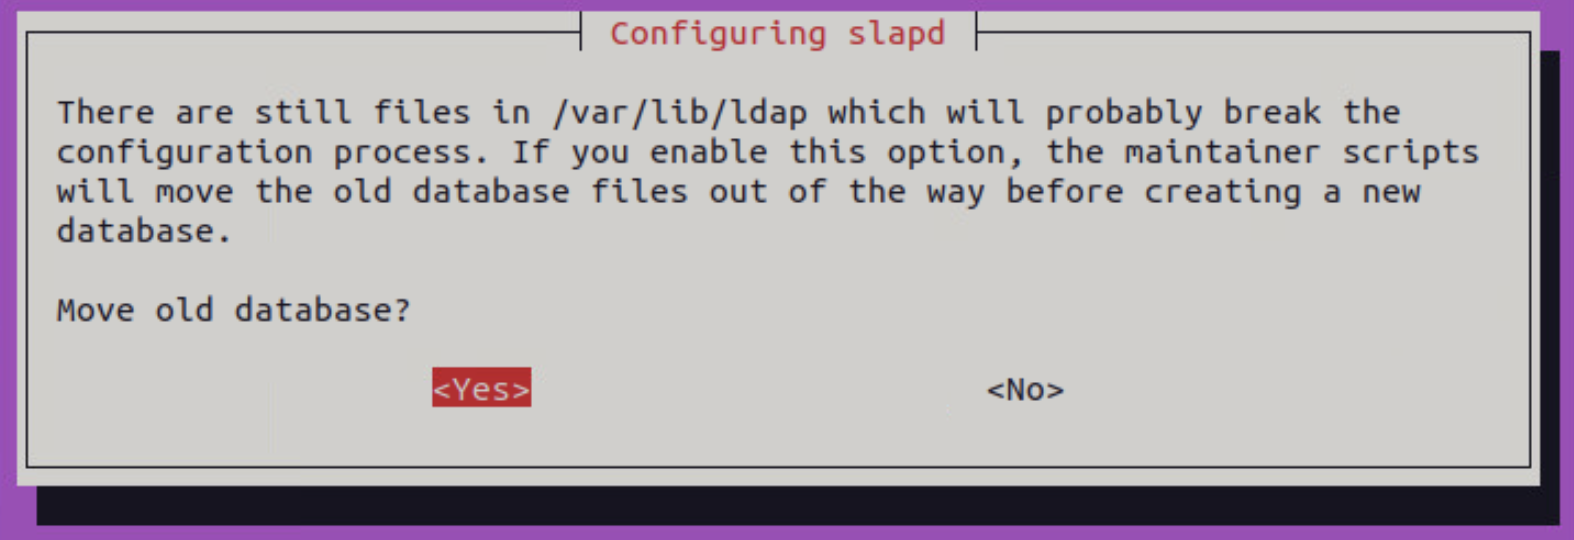 Configuring slapd
There are still files in /var/lib/ldap which will probably break the
configuration process. If you enable this option, the maintainer scripts
will move the old database files out of the way before creating a new
database.
Move old database?
<Yes> <No>